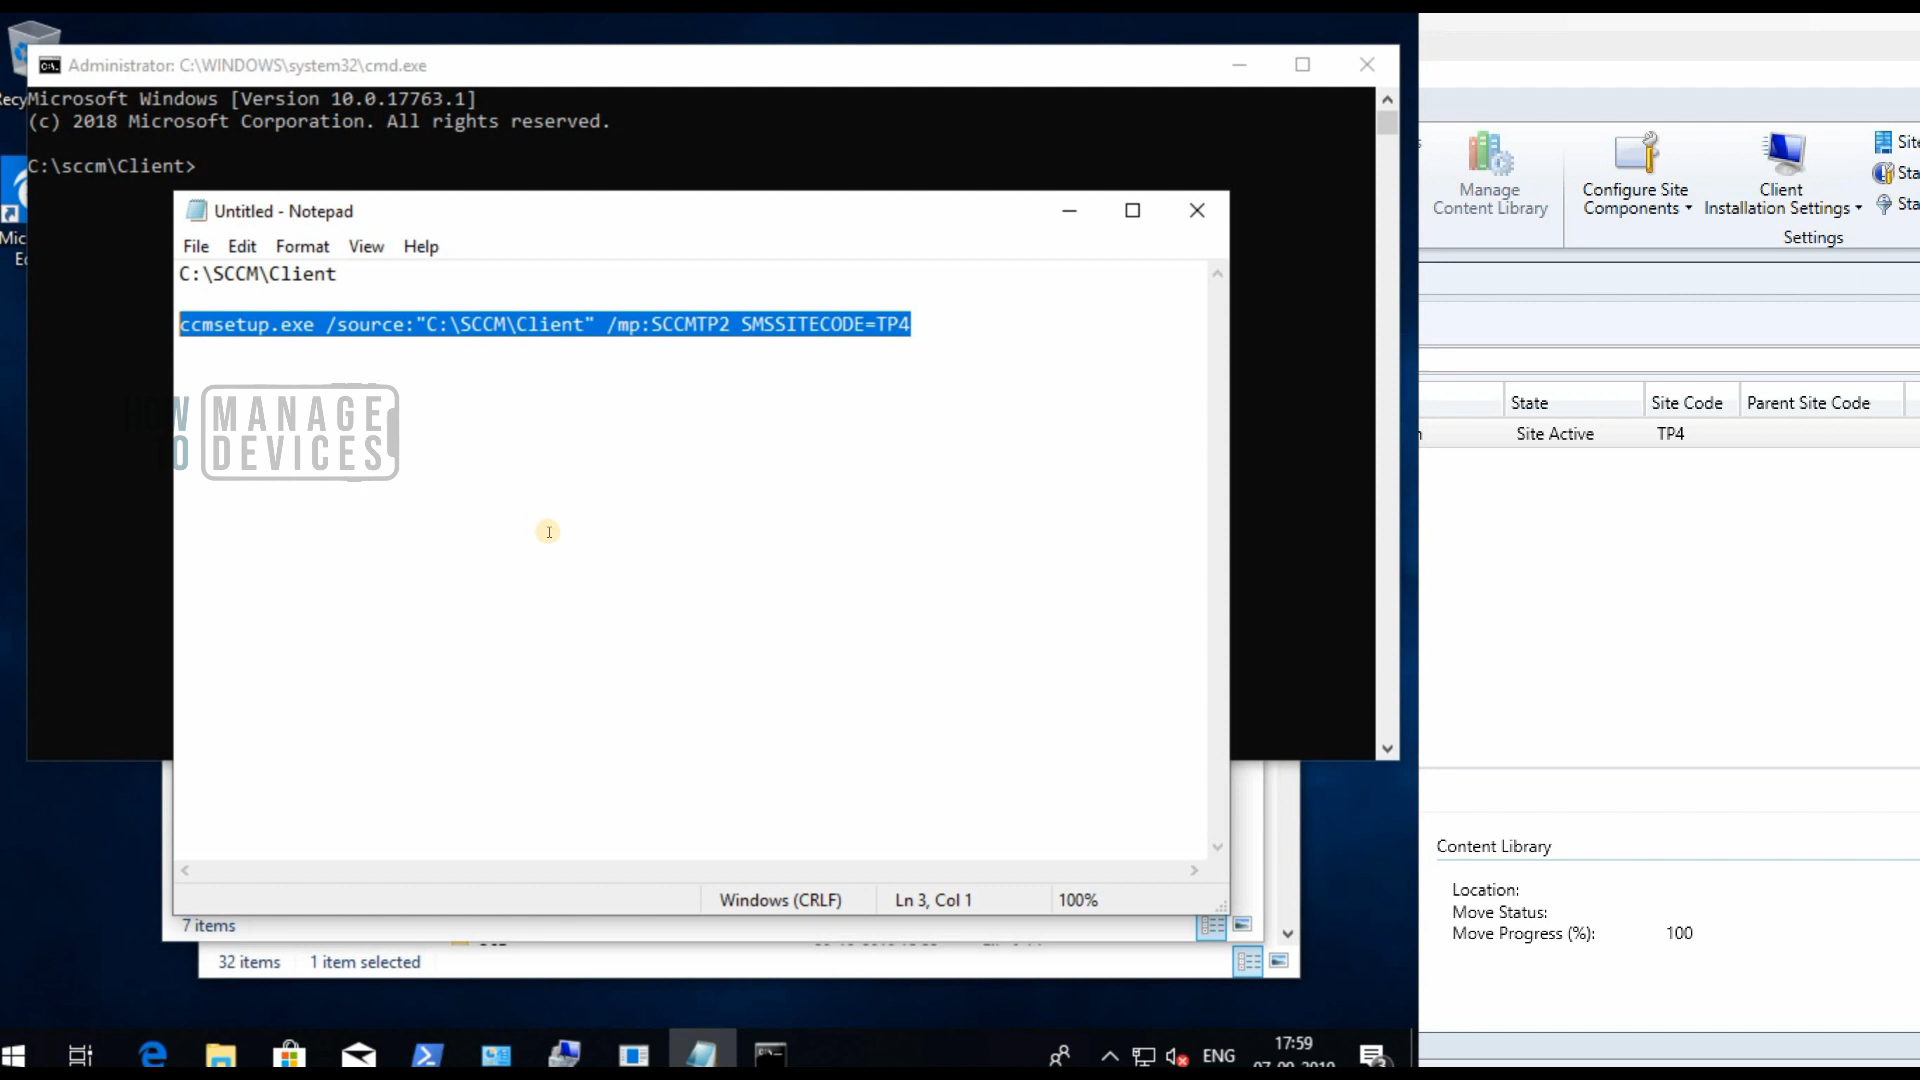 Administrator: C:\WINDOWS\system32\cmd.exe
Microsoft Windows [Version 10.0.17763.1]
(c) 2018 Microsoft Corporation. All rights reserved.
C:\sccm\Client>
Untitled - Notepad
File Edit Format View Help
C:\SCCM\Client
ccmsetup.exe /source:"C:\SCCM\Client" /mp:SCCMTP2 SMSSITECODE=TP4
HOW MANAGE
TO DEVICES
Windows (CRLF) Ln 3, Col 1 100%
7 items
32 items 1 item selected
Manage
Content Library
Configure Site
Components
Client
Installation Settings
Settings
State Site Code Parent Site Code
Site Active TP4
Content Library
Location:
Move Status:
Move Progress (%): 100
ENG
17:59